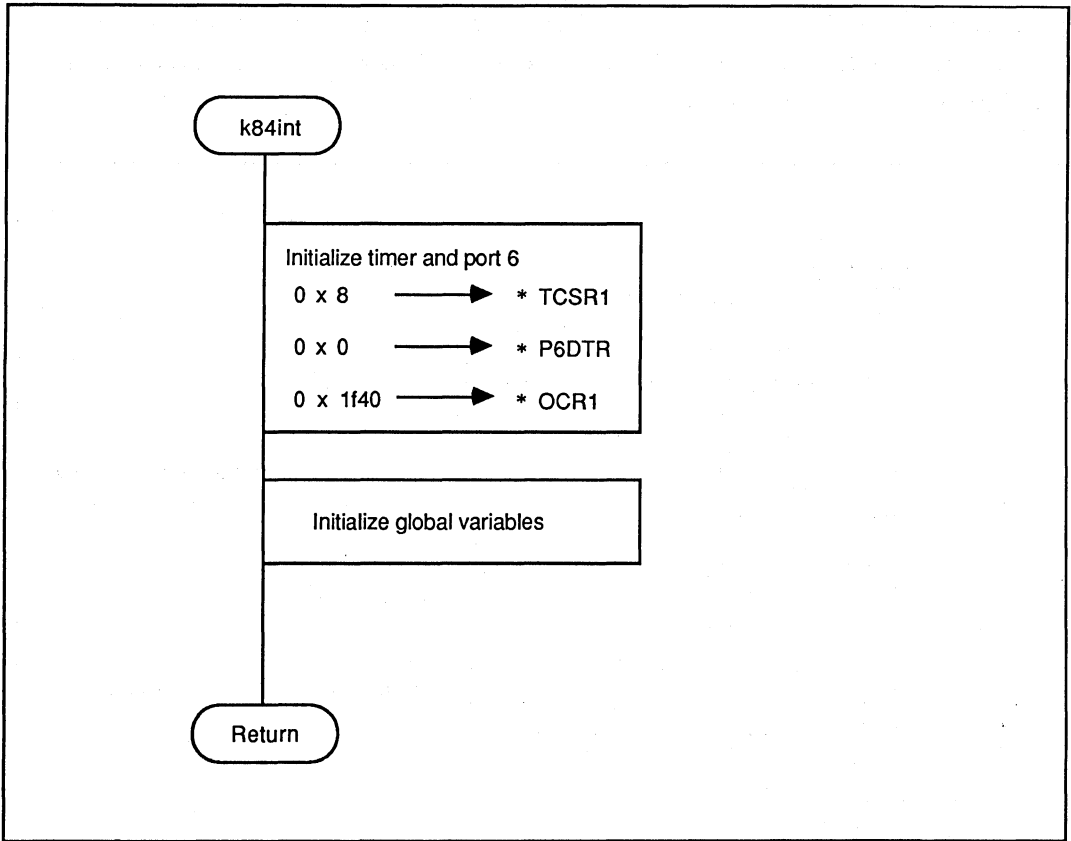 k84int
Initialize timer and port 6
0 x 8 * TCSR1
0 x 0 * P6DTR
0 x 1f40 * OCR1
Initialize global variables
Return